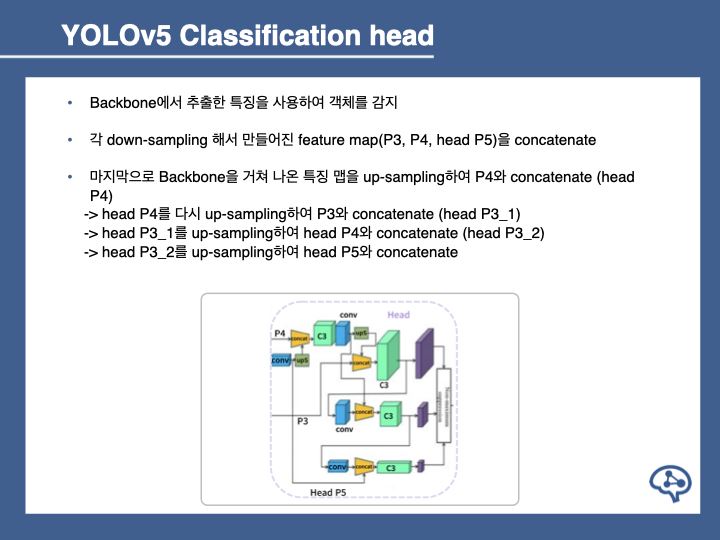 YOLOv5 Classification head
• Backbone에서 추출한 특징을 사용하여 객체를 감지
• 각 down-sampling 해서 만들어진 feature map(P3, P4, head P5)을 concatenate
• 마지막으로 Backbone을 거쳐 나온 특징 맵을 up-sampling하여 P4와 concatenate (head
P4)
-> head P4를 다시 up-sampling하여 P3와 concatenate (head P3_1)
-> head P3_1를 up-sampling하여 head P4와 concatenate (head P3_2)
-> head P3_2를 up-sampling하여 head P5와 concatenate
conv
Head
P4
concat
C3
upS
conv
upS
concat
C3
P3
conv
concat
C3
conv
concat
C3
Head P5